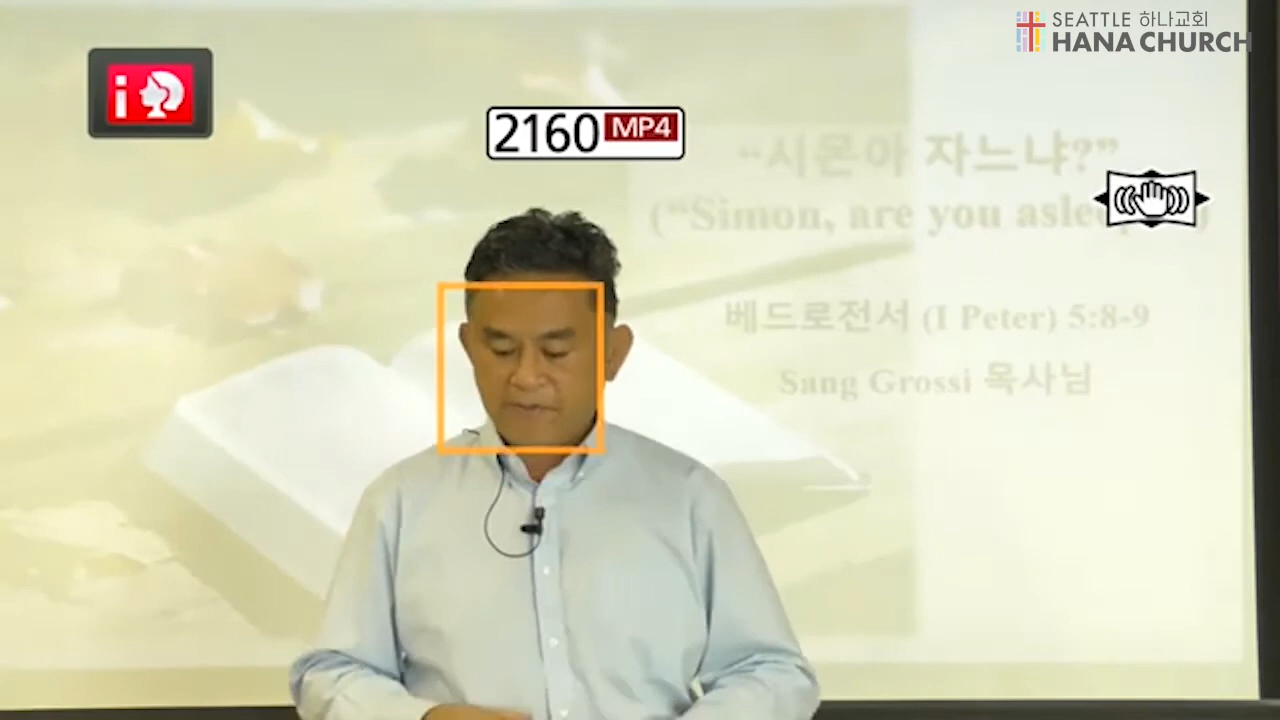 SEATTLE 하나교회
HANA CHURCH
i
2160 MP4
“시몬아 자느냐?”
(“Simon, are you asleep?”)
베드로전서 (I Peter) 5:8-9
Sang Grossi 목사님